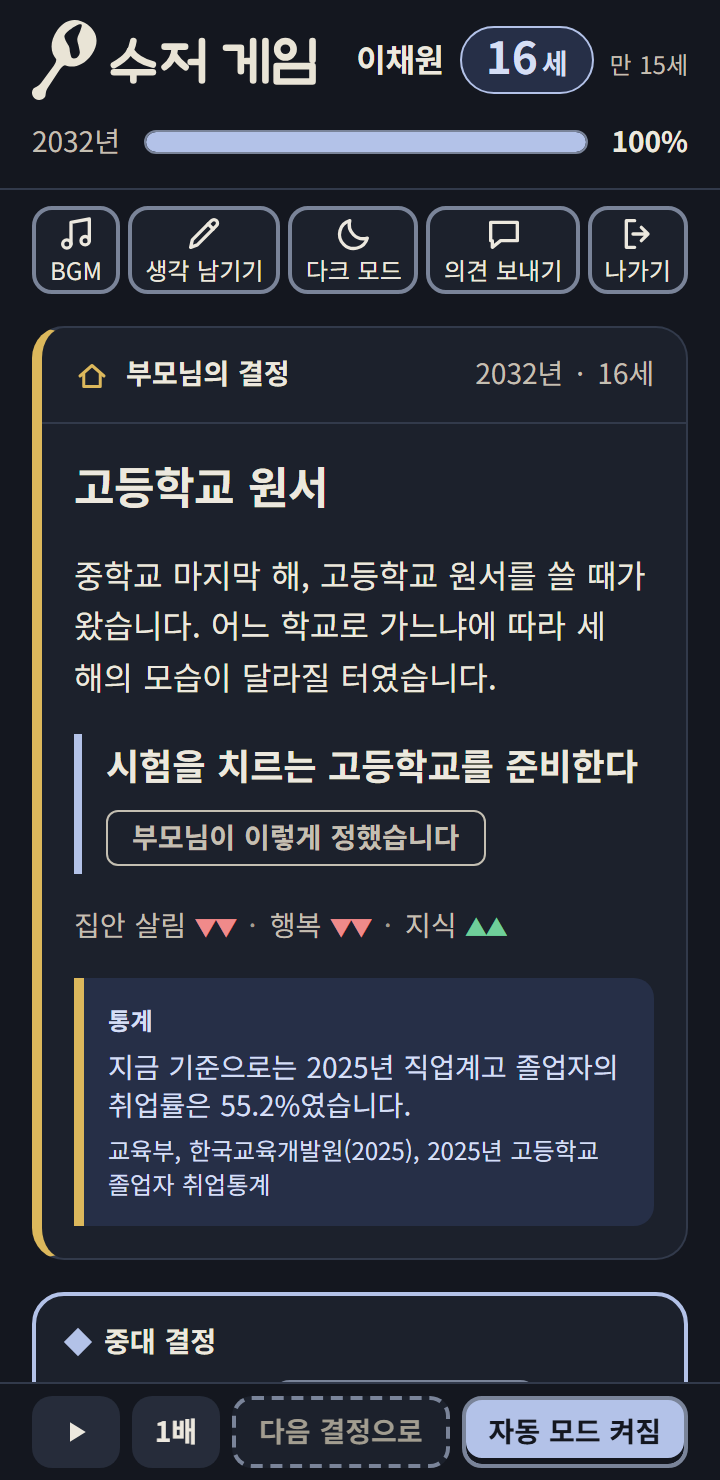 수저 게임
이채원 16세 만 15세
2032년 100%
BGM 생각 남기기 다크 모드 의견 보내기 나가기
부모님의 결정 2032년 · 16세
고등학교 원서
중학교 마지막 해, 고등학교 원서를 쓸 때가
왔습니다. 어느 학교로 가느냐에 따라 세
해의 모습이 달라질 터였습니다.
시험을 치르는 고등학교를 준비한다
부모님이 이렇게 정했습니다
집안 살림 ▼▼ · 행복 ▼▼ · 지식 ▲▲
통계
지금 기준으로는 2025년 직업계고 졸업자의
취업률은 55.2%였습니다.
교육부, 한국교육개발원(2025), 2025년 고등학교
졸업자 취업통계
중대 결정
1배 다음 결정으로 자동 모드 켜짐